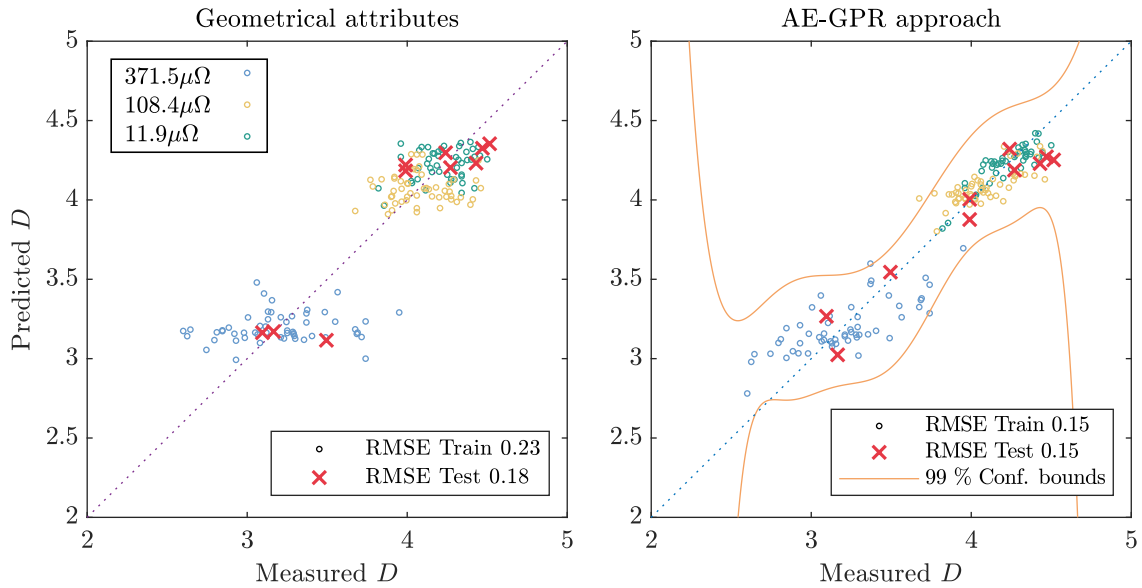 Geometrical attributes
5
4.5
4
3.5
3
2.5
2
2 3 4 5
Predicted D
Measured D
371.5μΩ
108.4μΩ
11.9μΩ
RMSE Train 0.23
RMSE Test 0.18
AE-GPR approach
5
4.5
4
3.5
3
2.5
2
2 3 4 5
Measured D
RMSE Train 0.15
RMSE Test 0.15
99 % Conf. bounds